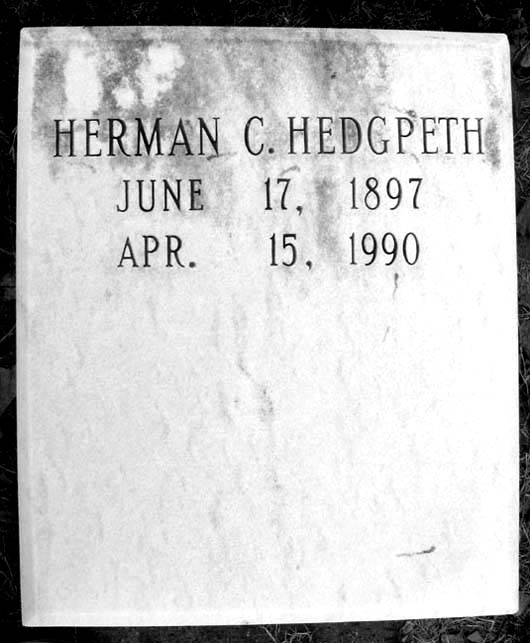 HERMAN C. HEDGPETH
JUNE 17, 1897
APR. 15, 1990